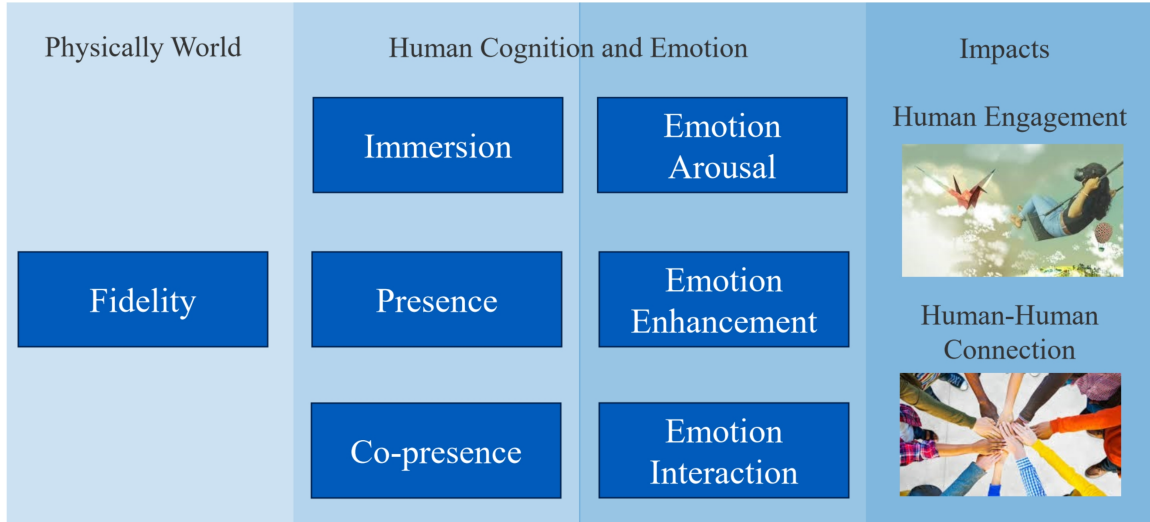 Physically World
Human Cognition and Emotion
Impacts
Immersion
Emotion
Arousal
Human Engagement
Fidelity
Presence
Emotion
Enhancement
Human-Human
Connection
Co-presence
Emotion
Interaction